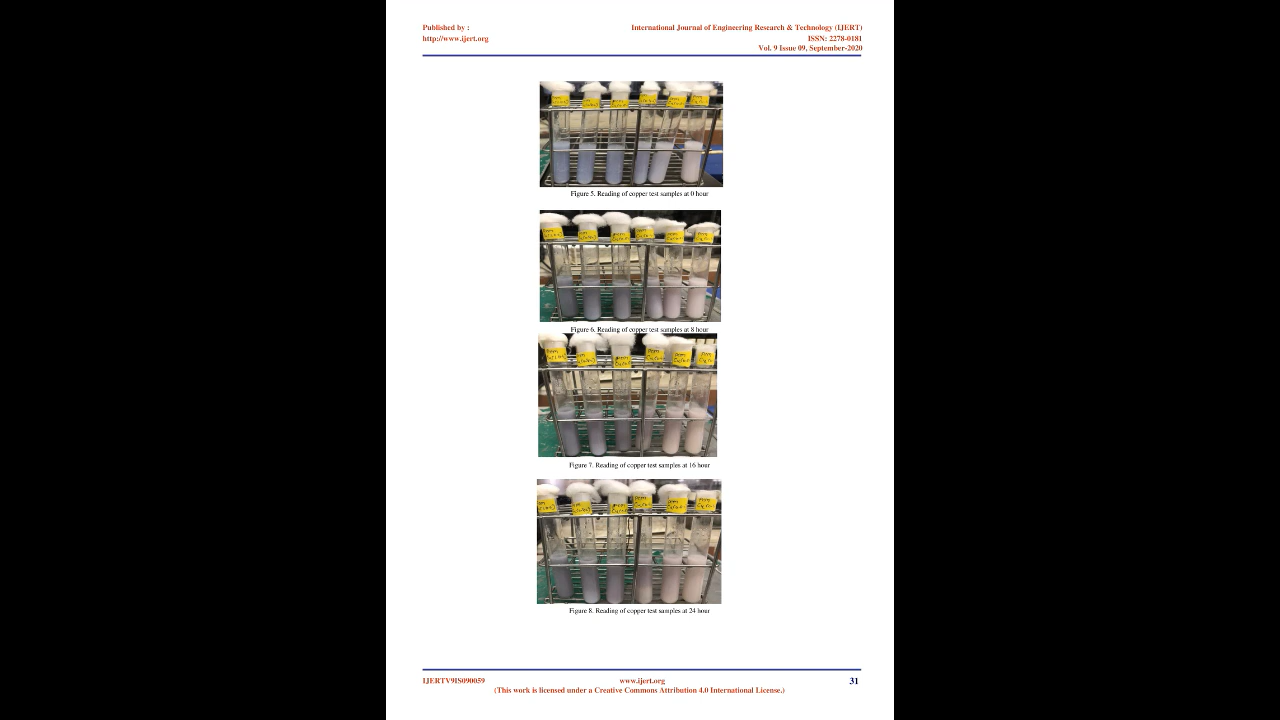 Published by :
http://www.ijert.org
International Journal of Engineering Research & Technology (IJERT)
ISSN: 2278-0181
Vol. 9 Issue 09, September-2020
Figure 5. Reading of copper test samples at 0 hour
Figure 6. Reading of copper test samples at 8 hour
Figure 7. Reading of copper test samples at 16 hour
Figure 8. Reading of copper test samples at 24 hour
IJERTV9IS090059
www.ijert.org
31
(This work is licensed under a Creative Commons Attribution 4.0 International License.)